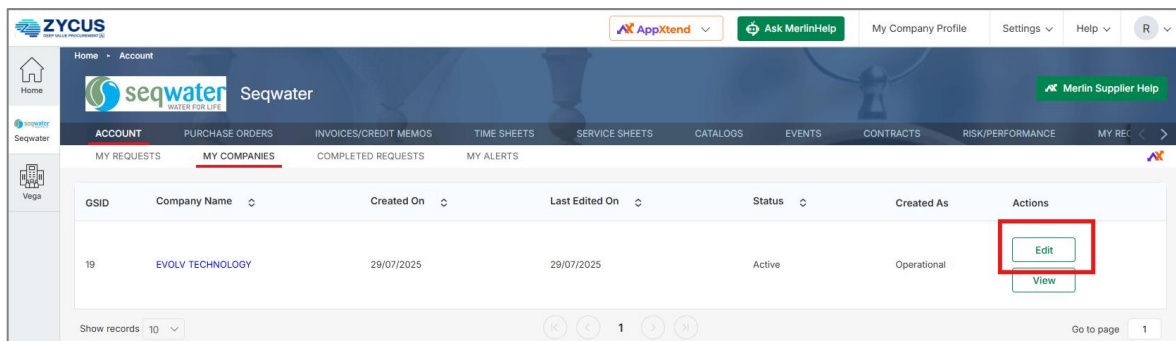 ZYCUS
DEEP VALUE PROCUREMENT
AppXtend
Ask MerlinHelp
My Company Profile
Settings
Help
R
Home
Home
Account
seqwater
WATER FOR LIFE
Seqwater
Merlin Supplier Help
seqwater
Seqwater
ACCOUNT PURCHASE ORDERS INVOICES/CREDIT MEMOS TIME SHEETS SERVICE SHEETS CATALOGS EVENTS CONTRACTS RISK/PERFORMANCE MY REC
MY REQUESTS MY COMPANIES COMPLETED REQUESTS MY ALERTS
Vega
GSID Company Name Created On Last Edited On Status Created As Actions
19 EVOLV TECHNOLOGY 29/07/2025 29/07/2025 Active Operational Edit
View
Show records 10 1 Go to page 1